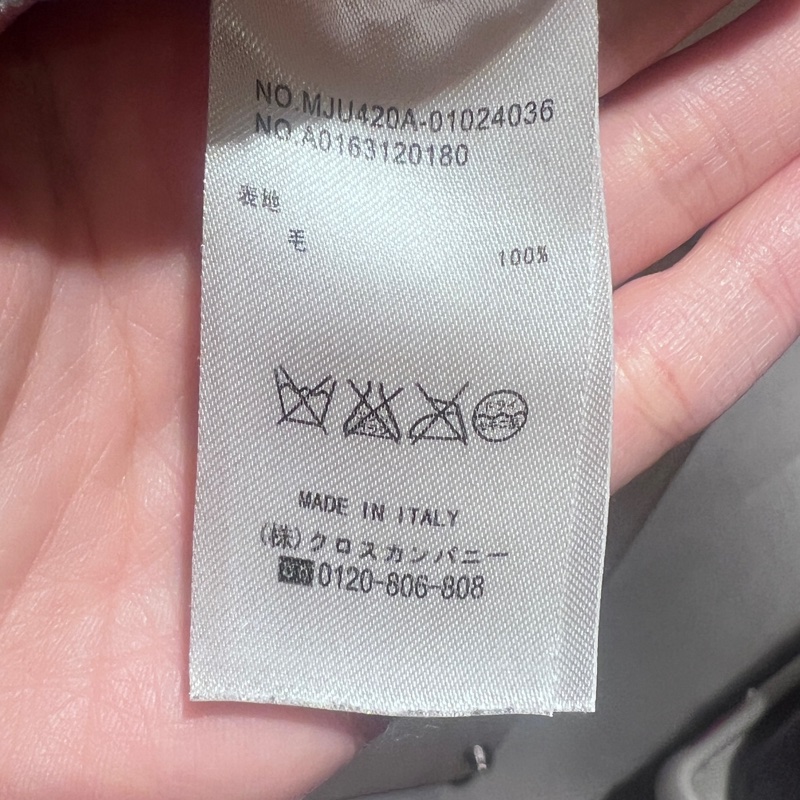 NO.MJU420A-01024036
NO.A0163120180
表地
毛 100%
MADE IN ITALY
(株)クロスカンパニー
0120-806-808